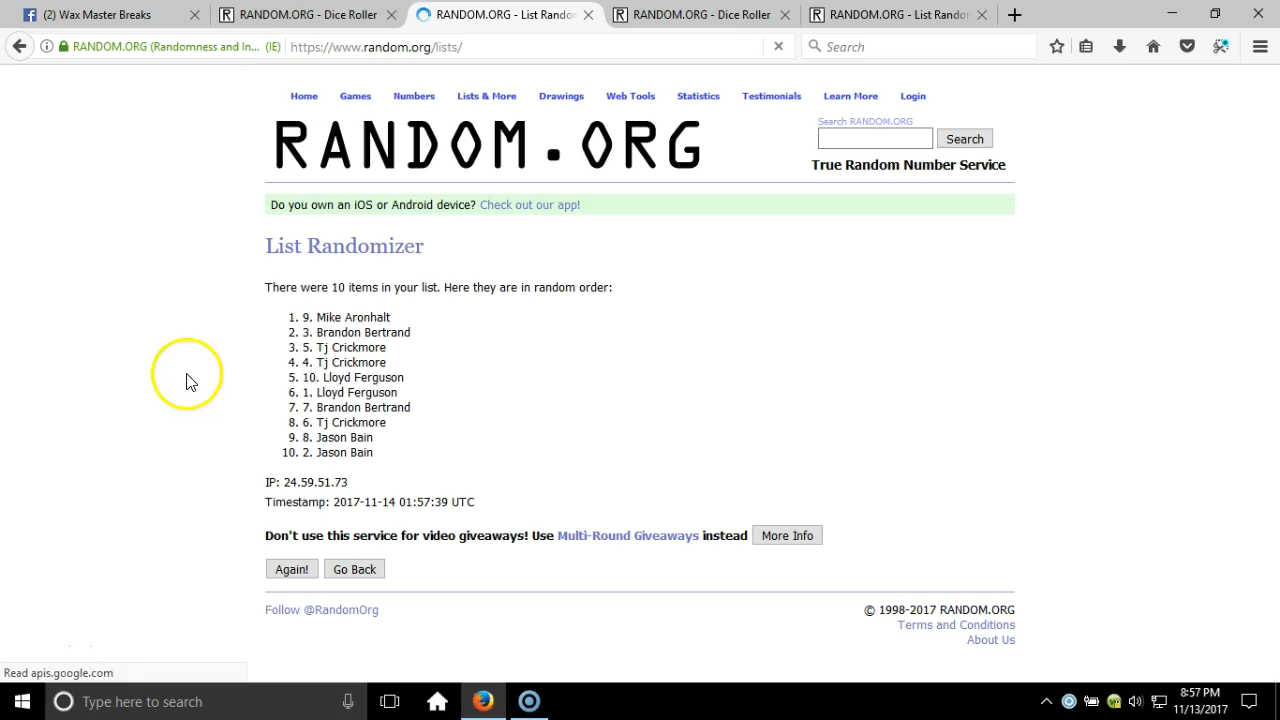 (2) Wax Master Breaks
RANDOM.ORG - Dice Roller
RANDOM.ORG - List Rando
RANDOM.ORG - Dice Roller
RANDOM.ORG - List Rando
RANDOM.ORG (Randomness and In... (IE)
https://www.random.org/lists/
Search
Home Games Numbers Lists & More Drawings Web Tools Statistics Testimonials Learn More Login
RANDOM.ORG
Search RANDOM.ORG
Search
True Random Number Service
Do you own an iOS or Android device? Check out our app!
List Randomizer
There were 10 items in your list. Here they are in random order:
1. 9. Mike Aronhalt
2. 3. Brandon Bertrand
3. 5. Tj Crickmore
4. 4. Tj Crickmore
5. 10. Lloyd Ferguson
6. 1. Lloyd Ferguson
7. 7. Brandon Bertrand
8. 6. Tj Crickmore
9. 8. Jason Bain
10. 2. Jason Bain
IP: 24.59.51.73
Timestamp: 2017-11-14 01:57:39 UTC
Don't use this service for video giveaways! Use Multi-Round Giveaways instead More Info
Again! Go Back
Follow @RandomOrg
© 1998-2017 RANDOM.ORG
Terms and Conditions
About Us
Read apis.google.com
Type here to search
8:57 PM
11/13/2017